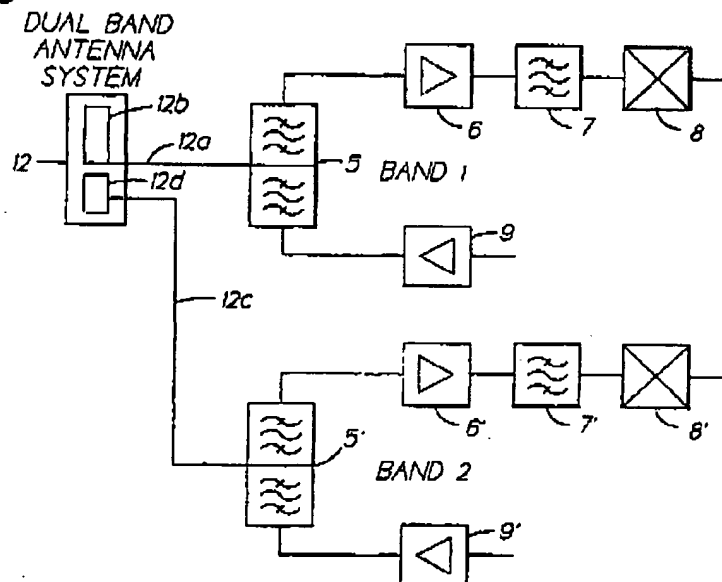 DUAL BAND
ANTENNA
SYSTEM
12b
12a
12
12d
12c
5
BAND 1
6
7
8
9
5'
BAND 2
6'
7'
8'
9'